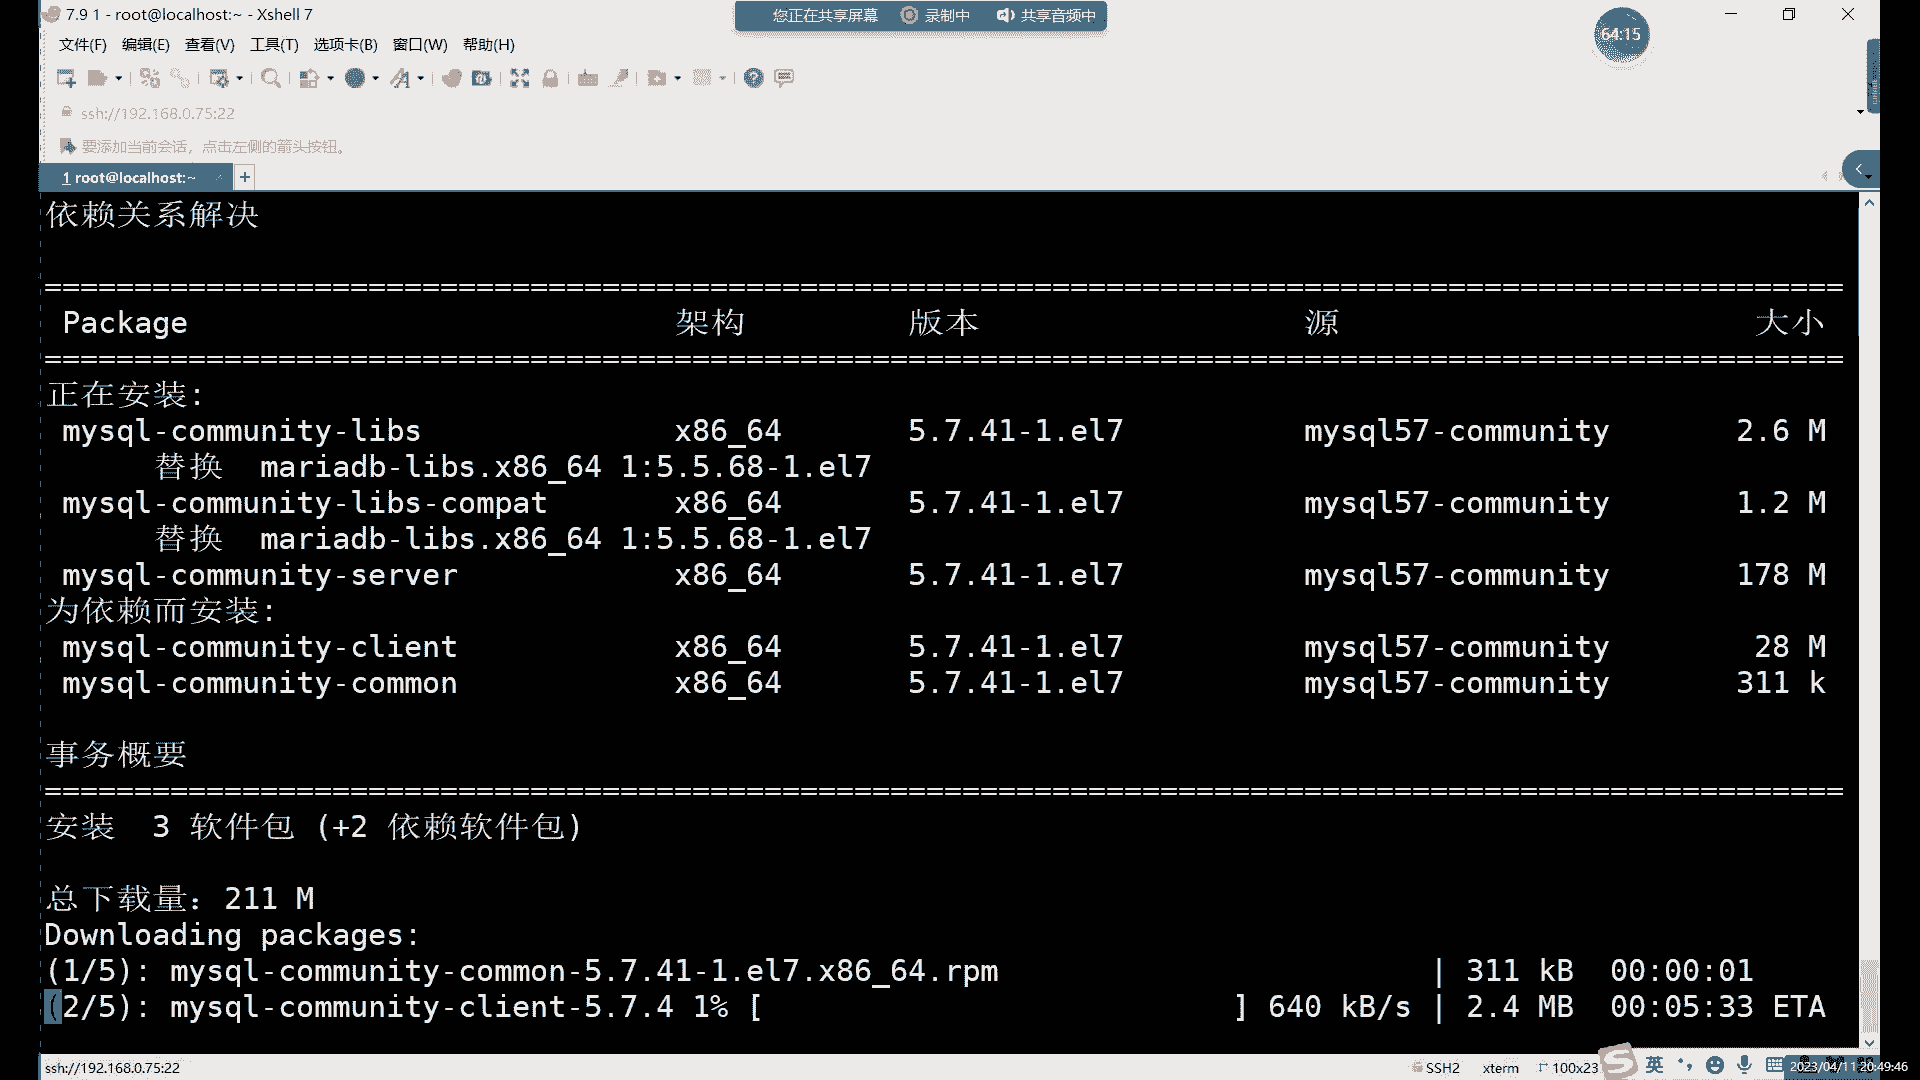 7.9 1 - root@localhost:~ - Xshell 7
您正在共享屏幕 录制中 共享音频中
64:15
文件(F) 编辑(E) 查看(V) 工具(T) 选项卡(B) 窗口(W) 帮助(H)
ssh://192.168.0.75:22
要添加当前会话，点击左侧的箭头按钮。
1 root@localhost:~ +
依赖关系解决
====================================================================================================
Package 架构 版本 源 大小
====================================================================================================
正在安装:
mysql-community-libs x86_64 5.7.41-1.el7 mysql57-community 2.6 M
替换 mariadb-libs.x86_64 1:5.5.68-1.el7
mysql-community-libs-compat x86_64 5.7.41-1.el7 mysql57-community 1.2 M
替换 mariadb-libs.x86_64 1:5.5.68-1.el7
mysql-community-server x86_64 5.7.41-1.el7 mysql57-community 178 M
为依赖而安装:
mysql-community-client x86_64 5.7.41-1.el7 mysql57-community 28 M
mysql-community-common x86_64 5.7.41-1.el7 mysql57-community 311 k
事务概要
====================================================================================================
安装 3 软件包 (+2 依赖软件包)
总下载量：211 M
Downloading packages:
(1/5): mysql-community-common-5.7.41-1.el7.x86_64.rpm | 311 kB 00:00:01
(2/5): mysql-community-client-5.7.4 1% [ ] 640 kB/s | 2.4 MB 00:05:33 ETA
ssh://192.168.0.75:22 SSH2 xterm 100x23 英 2023/04/11 20:49:46